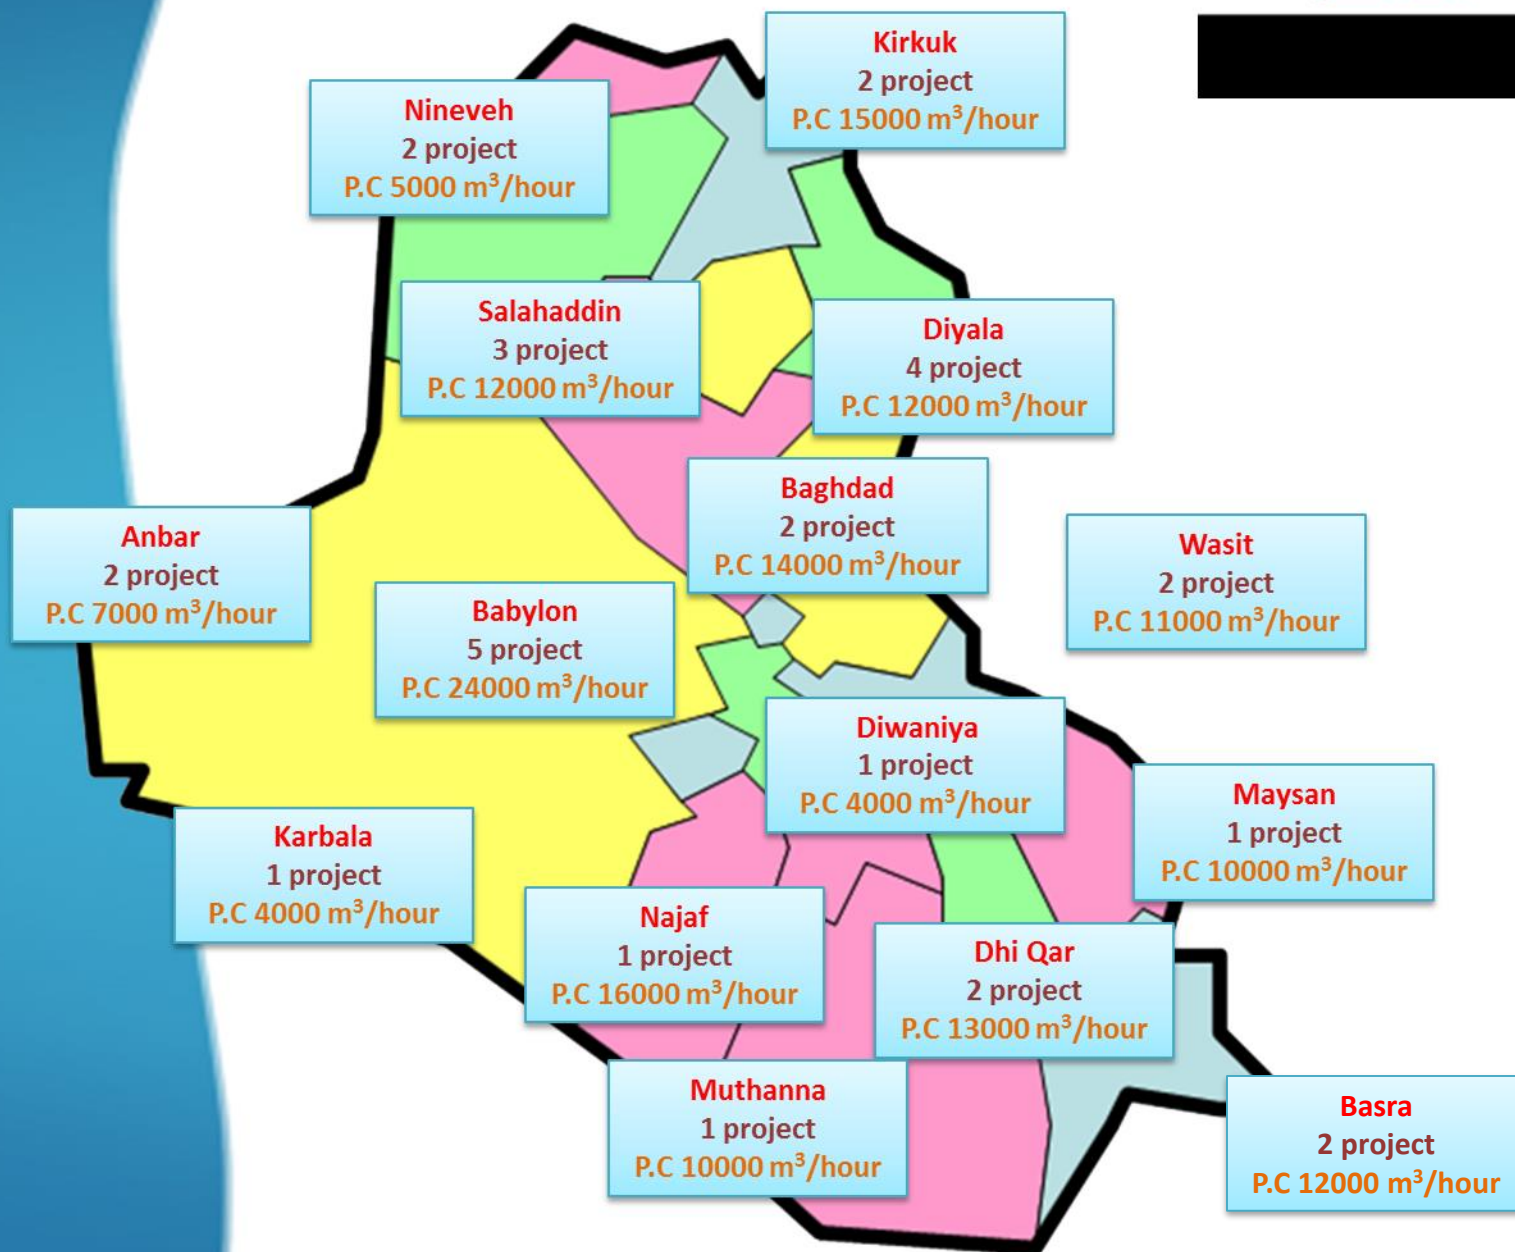 Kirkuk
2 project
P.C 15000 m³/hour
Nineveh
2 project
P.C 5000 m³/hour
Salahaddin
3 project
P.C 12000 m³/hour
Diyala
4 project
P.C 12000 m³/hour
Baghdad
2 project
P.C 14000 m³/hour
Anbar
2 project
P.C 7000 m³/hour
Wasit
2 project
P.C 11000 m³/hour
Babylon
5 project
P.C 24000 m³/hour
Diwaniya
1 project
P.C 4000 m³/hour
Maysan
1 project
P.C 10000 m³/hour
Karbala
1 project
P.C 4000 m³/hour
Najaf
1 project
P.C 16000 m³/hour
Dhi Qar
2 project
P.C 13000 m³/hour
Muthanna
1 project
P.C 10000 m³/hour
Basra
2 project
P.C 12000 m³/hour